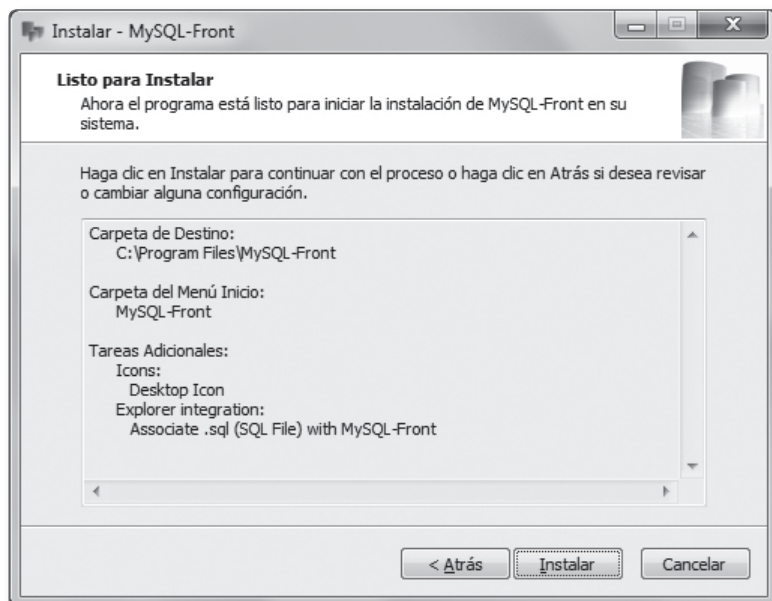 Instalar - MySQL-Front
Listo para Instalar
Ahora el programa está listo para iniciar la instalación de MySQL-Front en su
sistema.
Haga clic en Instalar para continuar con el proceso o haga clic en Atrás si desea revisar
o cambiar alguna configuración.
Carpeta de Destino:
C:\Program Files\MySQL-Front
Carpeta del Menú Inicio:
MySQL-Front
Tareas Adicionales:
Icons:
Desktop Icon
Explorer integration:
Associate .sql (SQL File) with MySQL-Front
< Atrás
Instalar
Cancelar